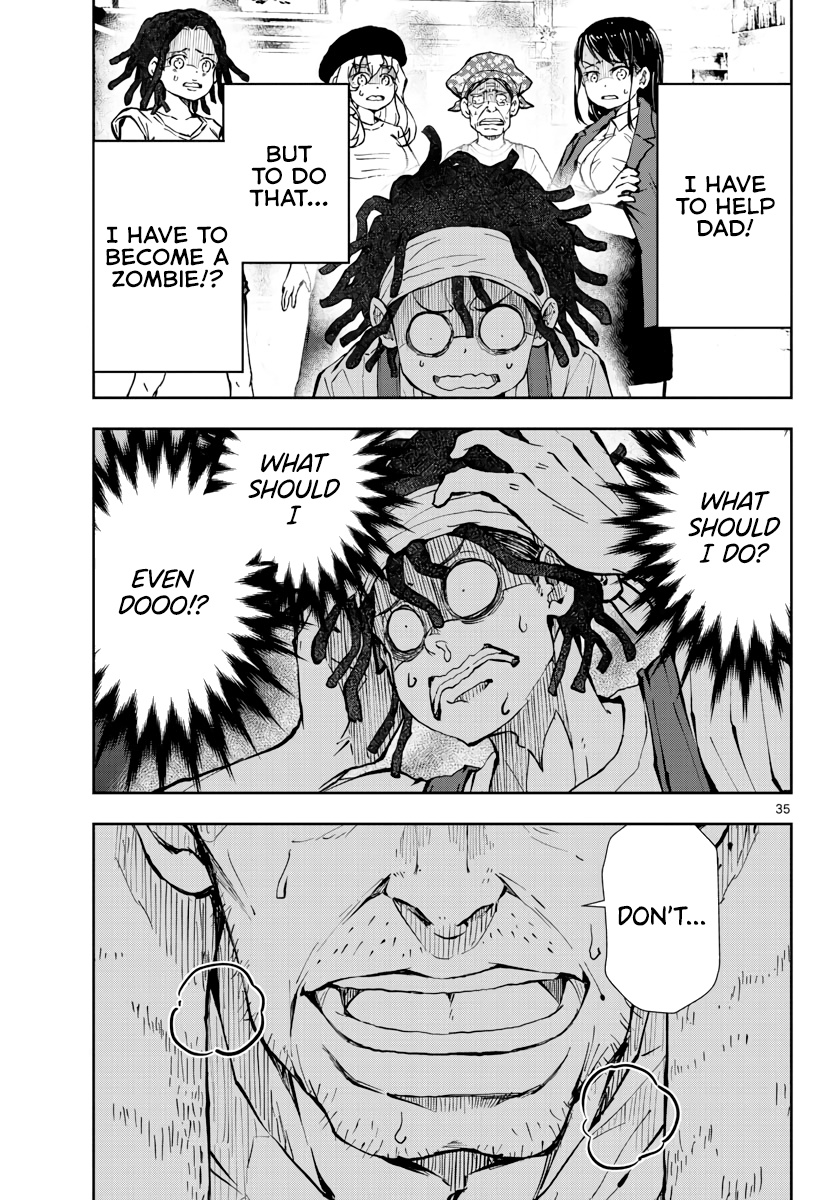 I HAVE
TO HELP
DAD!
BUT
TO DO
THAT...
I HAVE TO
BECOME A
ZOMBIE!?
WHAT
SHOULD
I DO?
WHAT
SHOULD
I
EVEN
DOOO!?
35
DON'T...